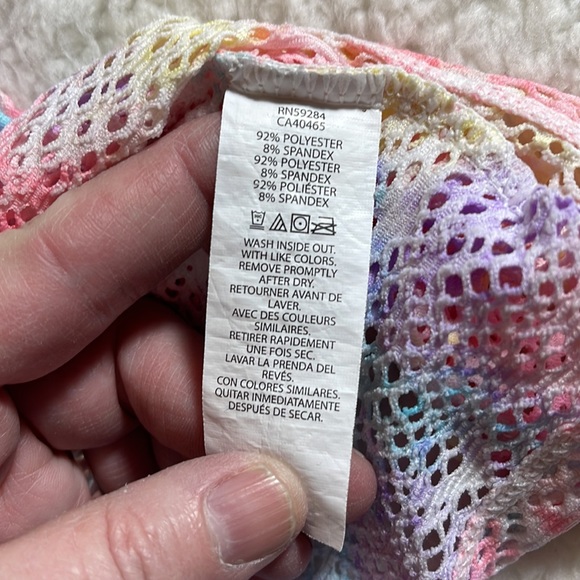 RN59284
CA40465
92% POLYESTER
8% SPANDEX
92% POLYESTER
8% SPANDEX
92% POLIÉSTER
8% SPANDEX
WASH INSIDE OUT.
WITH LIKE COLORS.
REMOVE PROMPTLY
AFTER DRY.
RETOURNER AVANT DE
LAVER.
AVEC DES COULEURS
SIMILAIRES.
RETIRER RAPIDEMENT
UNE FOIS SEC.
LAVAR LA PRENDA DEL
REVÉS.
CON COLORES SIMILARES.
QUITAR INMEDIATAMENTE
DESPUÉS DE SECAR.